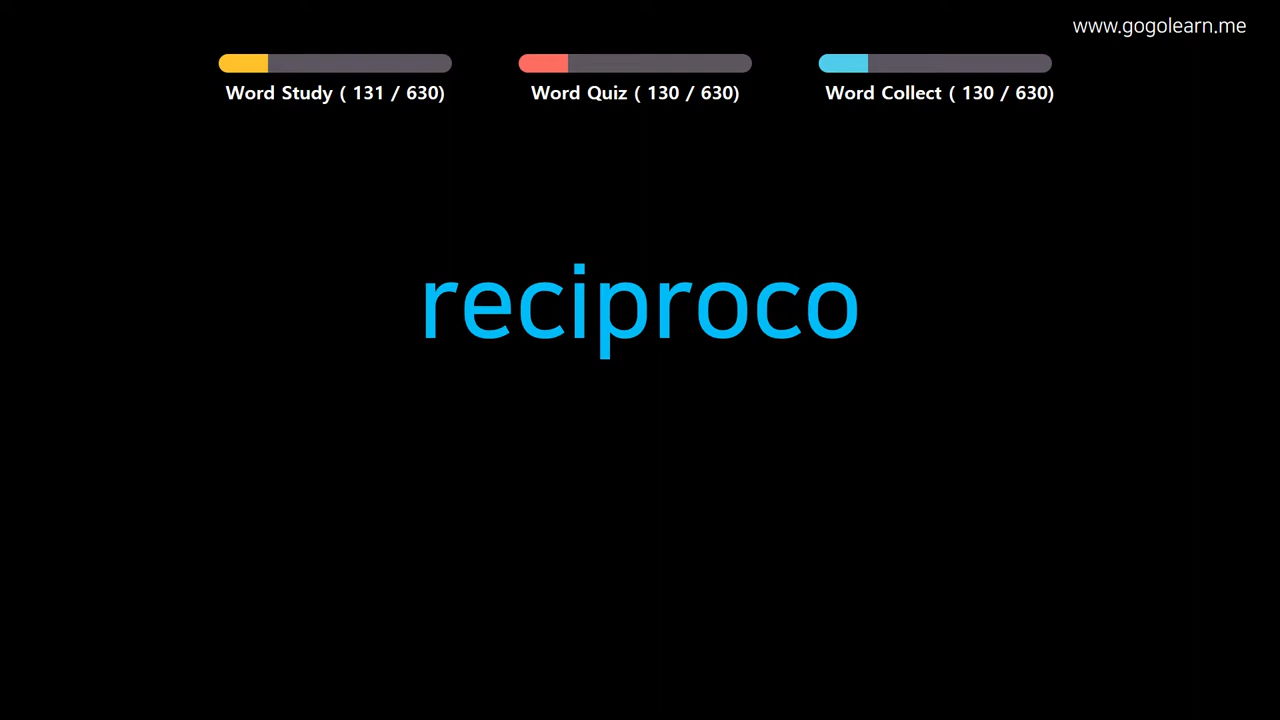 www.gogolearn.me
Word Study ( 131 / 630)
Word Quiz ( 130 / 630)
Word Collect ( 130 / 630)
reciproco